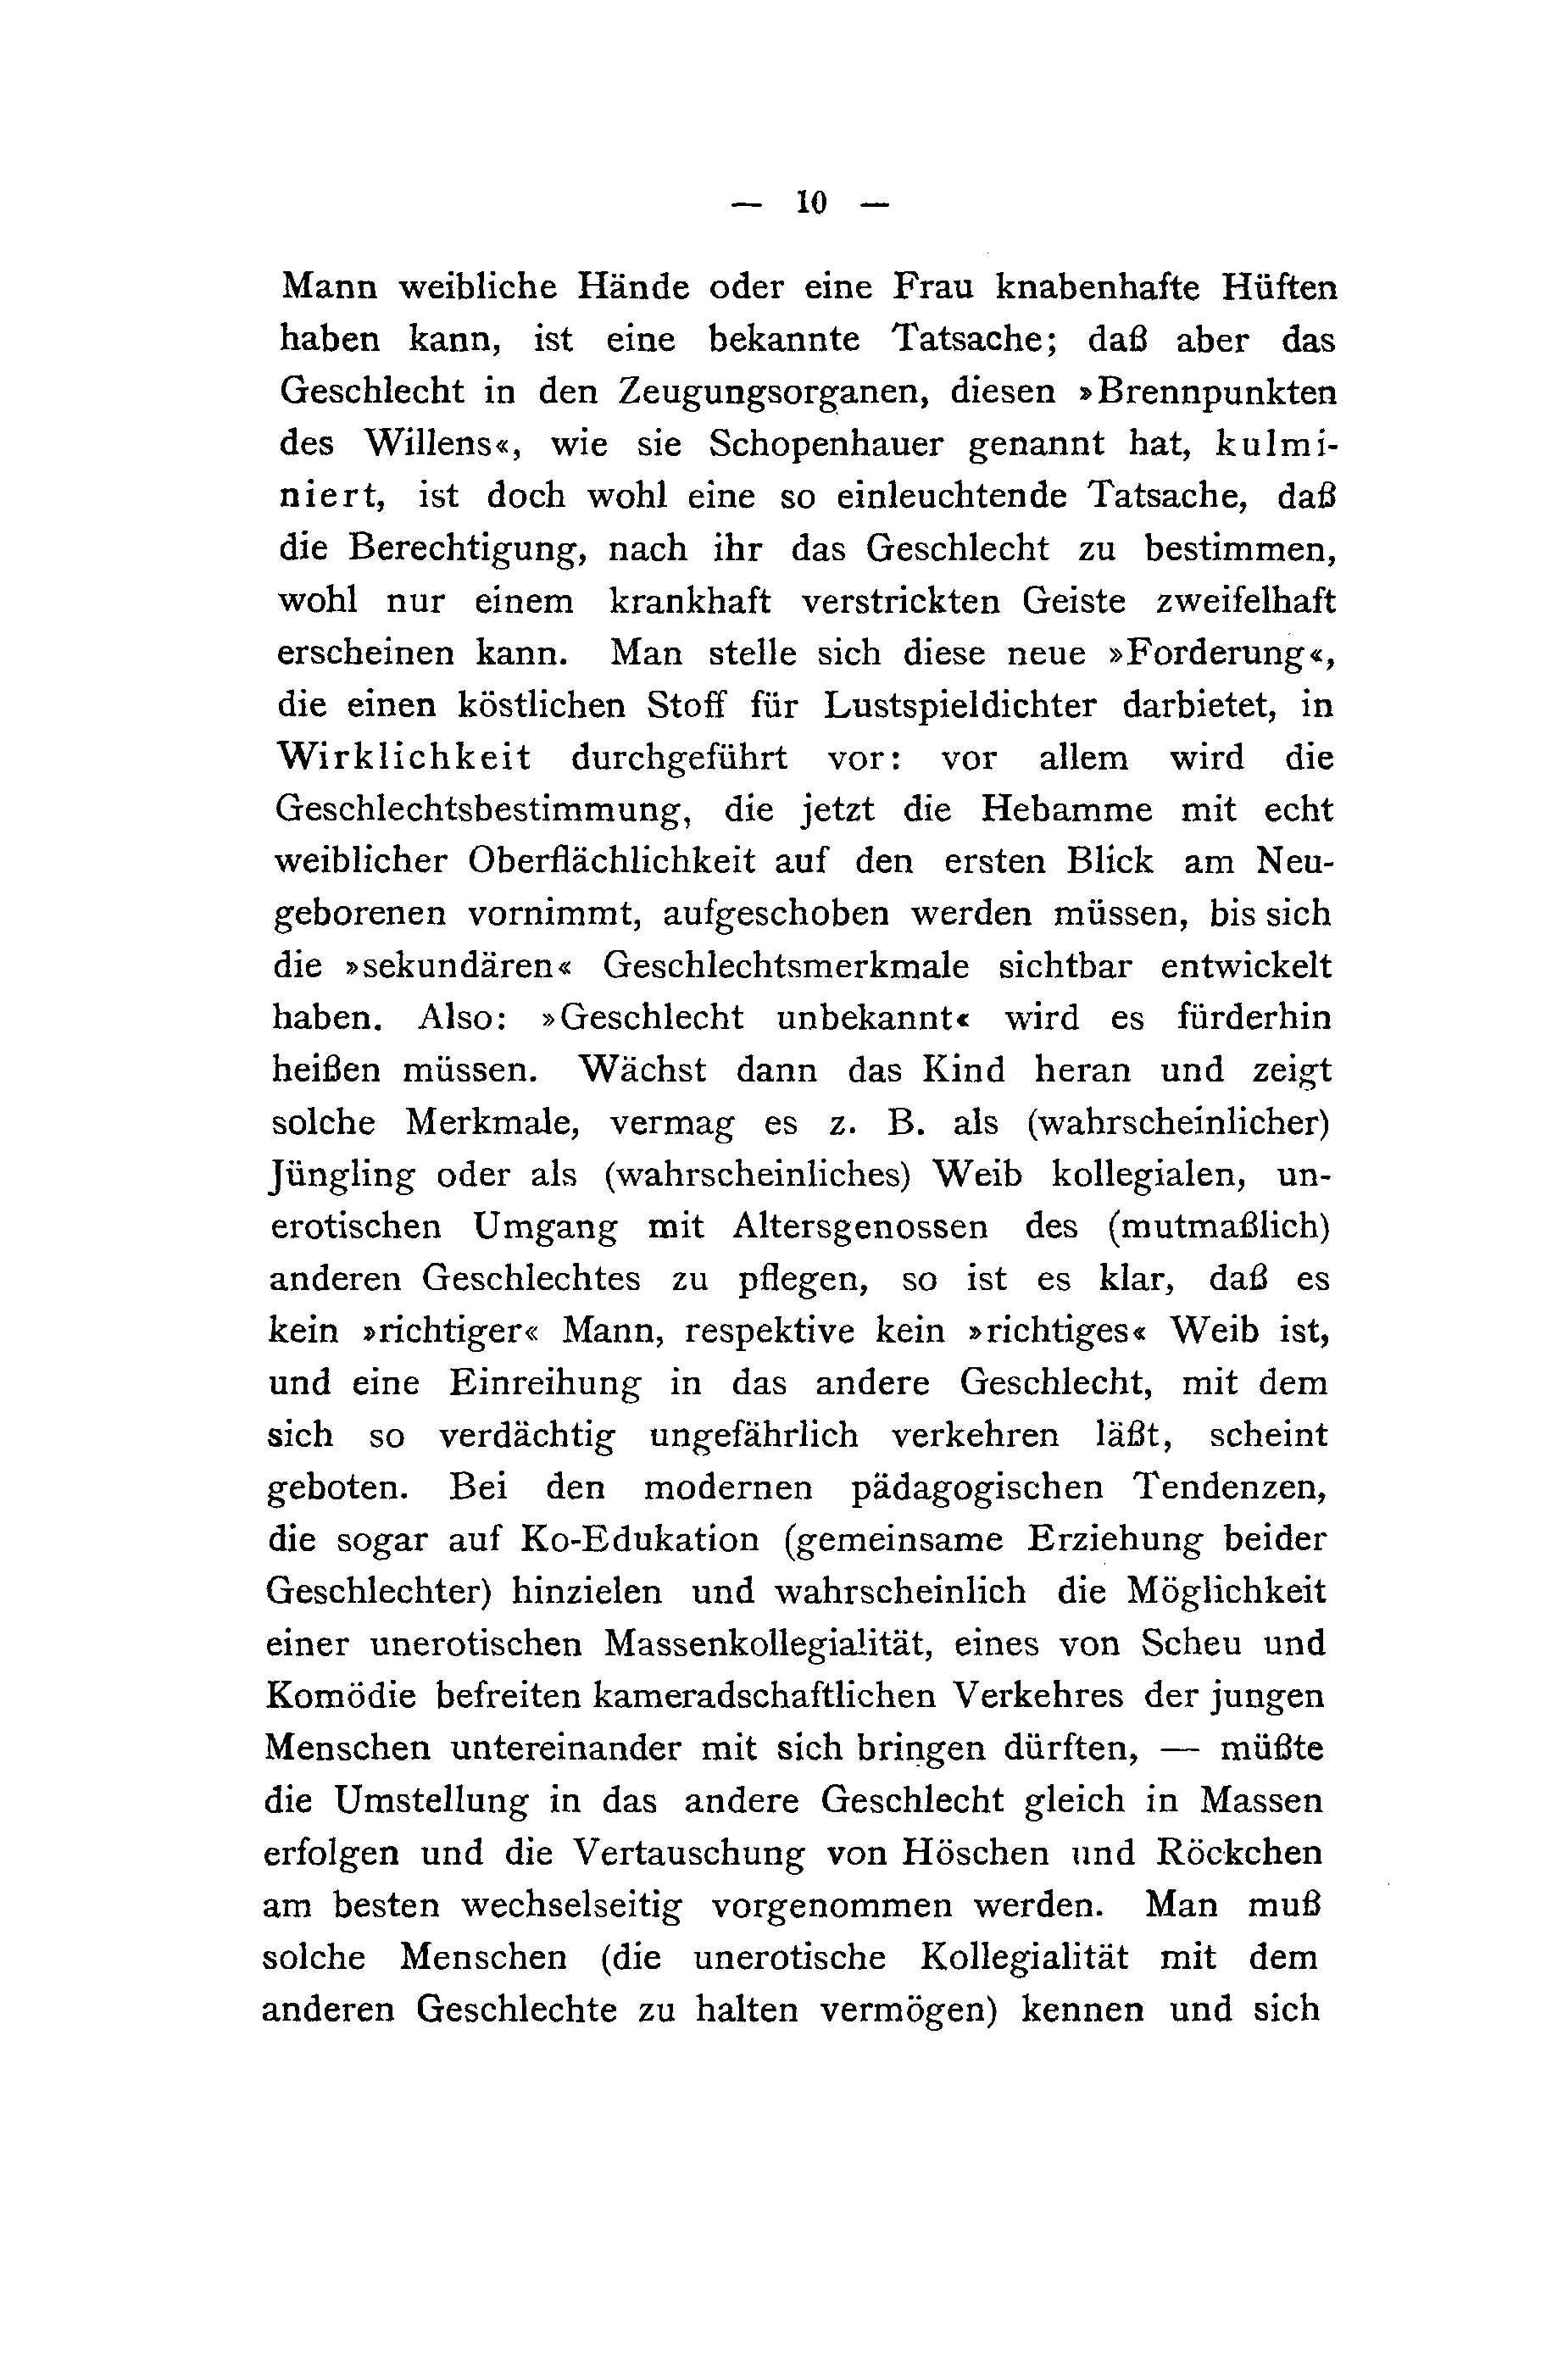 — 10 —
Mann weibliche Hände oder eine Frau knabenhafte Hüften
haben kann, ist eine bekannte Tatsache; daß aber das
Geschlecht in den Zeugungsorganen, diesen »Brennpunkten
des Willens«, wie sie Schopenhauer genannt hat, kulmi-
niert, ist doch wohl eine so einleuchtende Tatsache, daß
die Berechtigung, nach ihr das Geschlecht zu bestimmen,
wohl nur einem krankhaft verstrickten Geiste zweifelhaft
erscheinen kann. Man stelle sich diese neue »Forderung«,
die einen köstlichen Stoff für Lustspieldichter darbietet, in
Wirklichkeit durchgeführt vor: vor allem wird die
Geschlechtsbestimmung, die jetzt die Hebamme mit echt
weiblicher Oberflächlichkeit auf den ersten Blick am Neu-
geborenen vornimmt, aufgeschoben werden müssen, bis sich
die »sekundären« Geschlechtsmerkmale sichtbar entwickelt
haben. Also: »Geschlecht unbekannt« wird es fürderhin
heißen müssen. Wächst dann das Kind heran und zeigt
solche Merkmale, vermag es z. B. als (wahrscheinlicher)
Jüngling oder als (wahrscheinliches) Weib kollegialen, un-
erotischen Umgang mit Altersgenossen des (mutmaßlich)
anderen Geschlechtes zu pflegen, so ist es klar, daß es
kein »richtiger« Mann, respektive kein »richtiges« Weib ist,
und eine Einreihung in das andere Geschlecht, mit dem
sich so verdächtig ungefährlich verkehren läßt, scheint
geboten. Bei den modernen pädagogischen Tendenzen,
die sogar auf Ko-Edukation (gemeinsame Erziehung beider
Geschlechter) hinzielen und wahrscheinlich die Möglichkeit
einer unerotischen Massenkollegialität, eines von Scheu und
Komödie befreiten kameradschaftlichen Verkehres der jungen
Menschen untereinander mit sich bringen dürften, — müßte
die Umstellung in das andere Geschlecht gleich in Massen
erfolgen und die Vertauschung von Höschen und Röckchen
am besten wechselseitig vorgenommen werden. Man muß
solche Menschen (die unerotische Kollegialität mit dem
anderen Geschlechte zu halten vermögen) kennen und sich